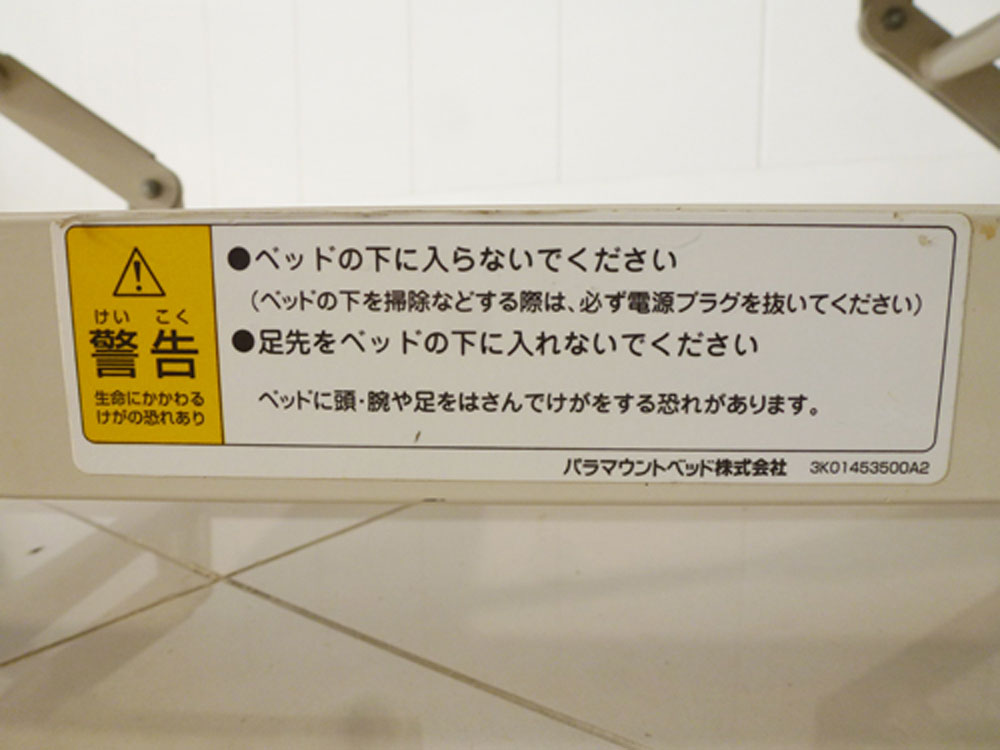 けい こく
警告
生命にかかわる
けがの恐れあり
●ベッドの下に入らないでください
(ベッドの下を掃除などする際は、必ず電源プラグを抜いてください)
●足先をベッドの下に入れないでください
ベッドに頭・腕や足をはさんでけがをする恐れがあります。
パラマウントベッド株式会社 3K01453500A2